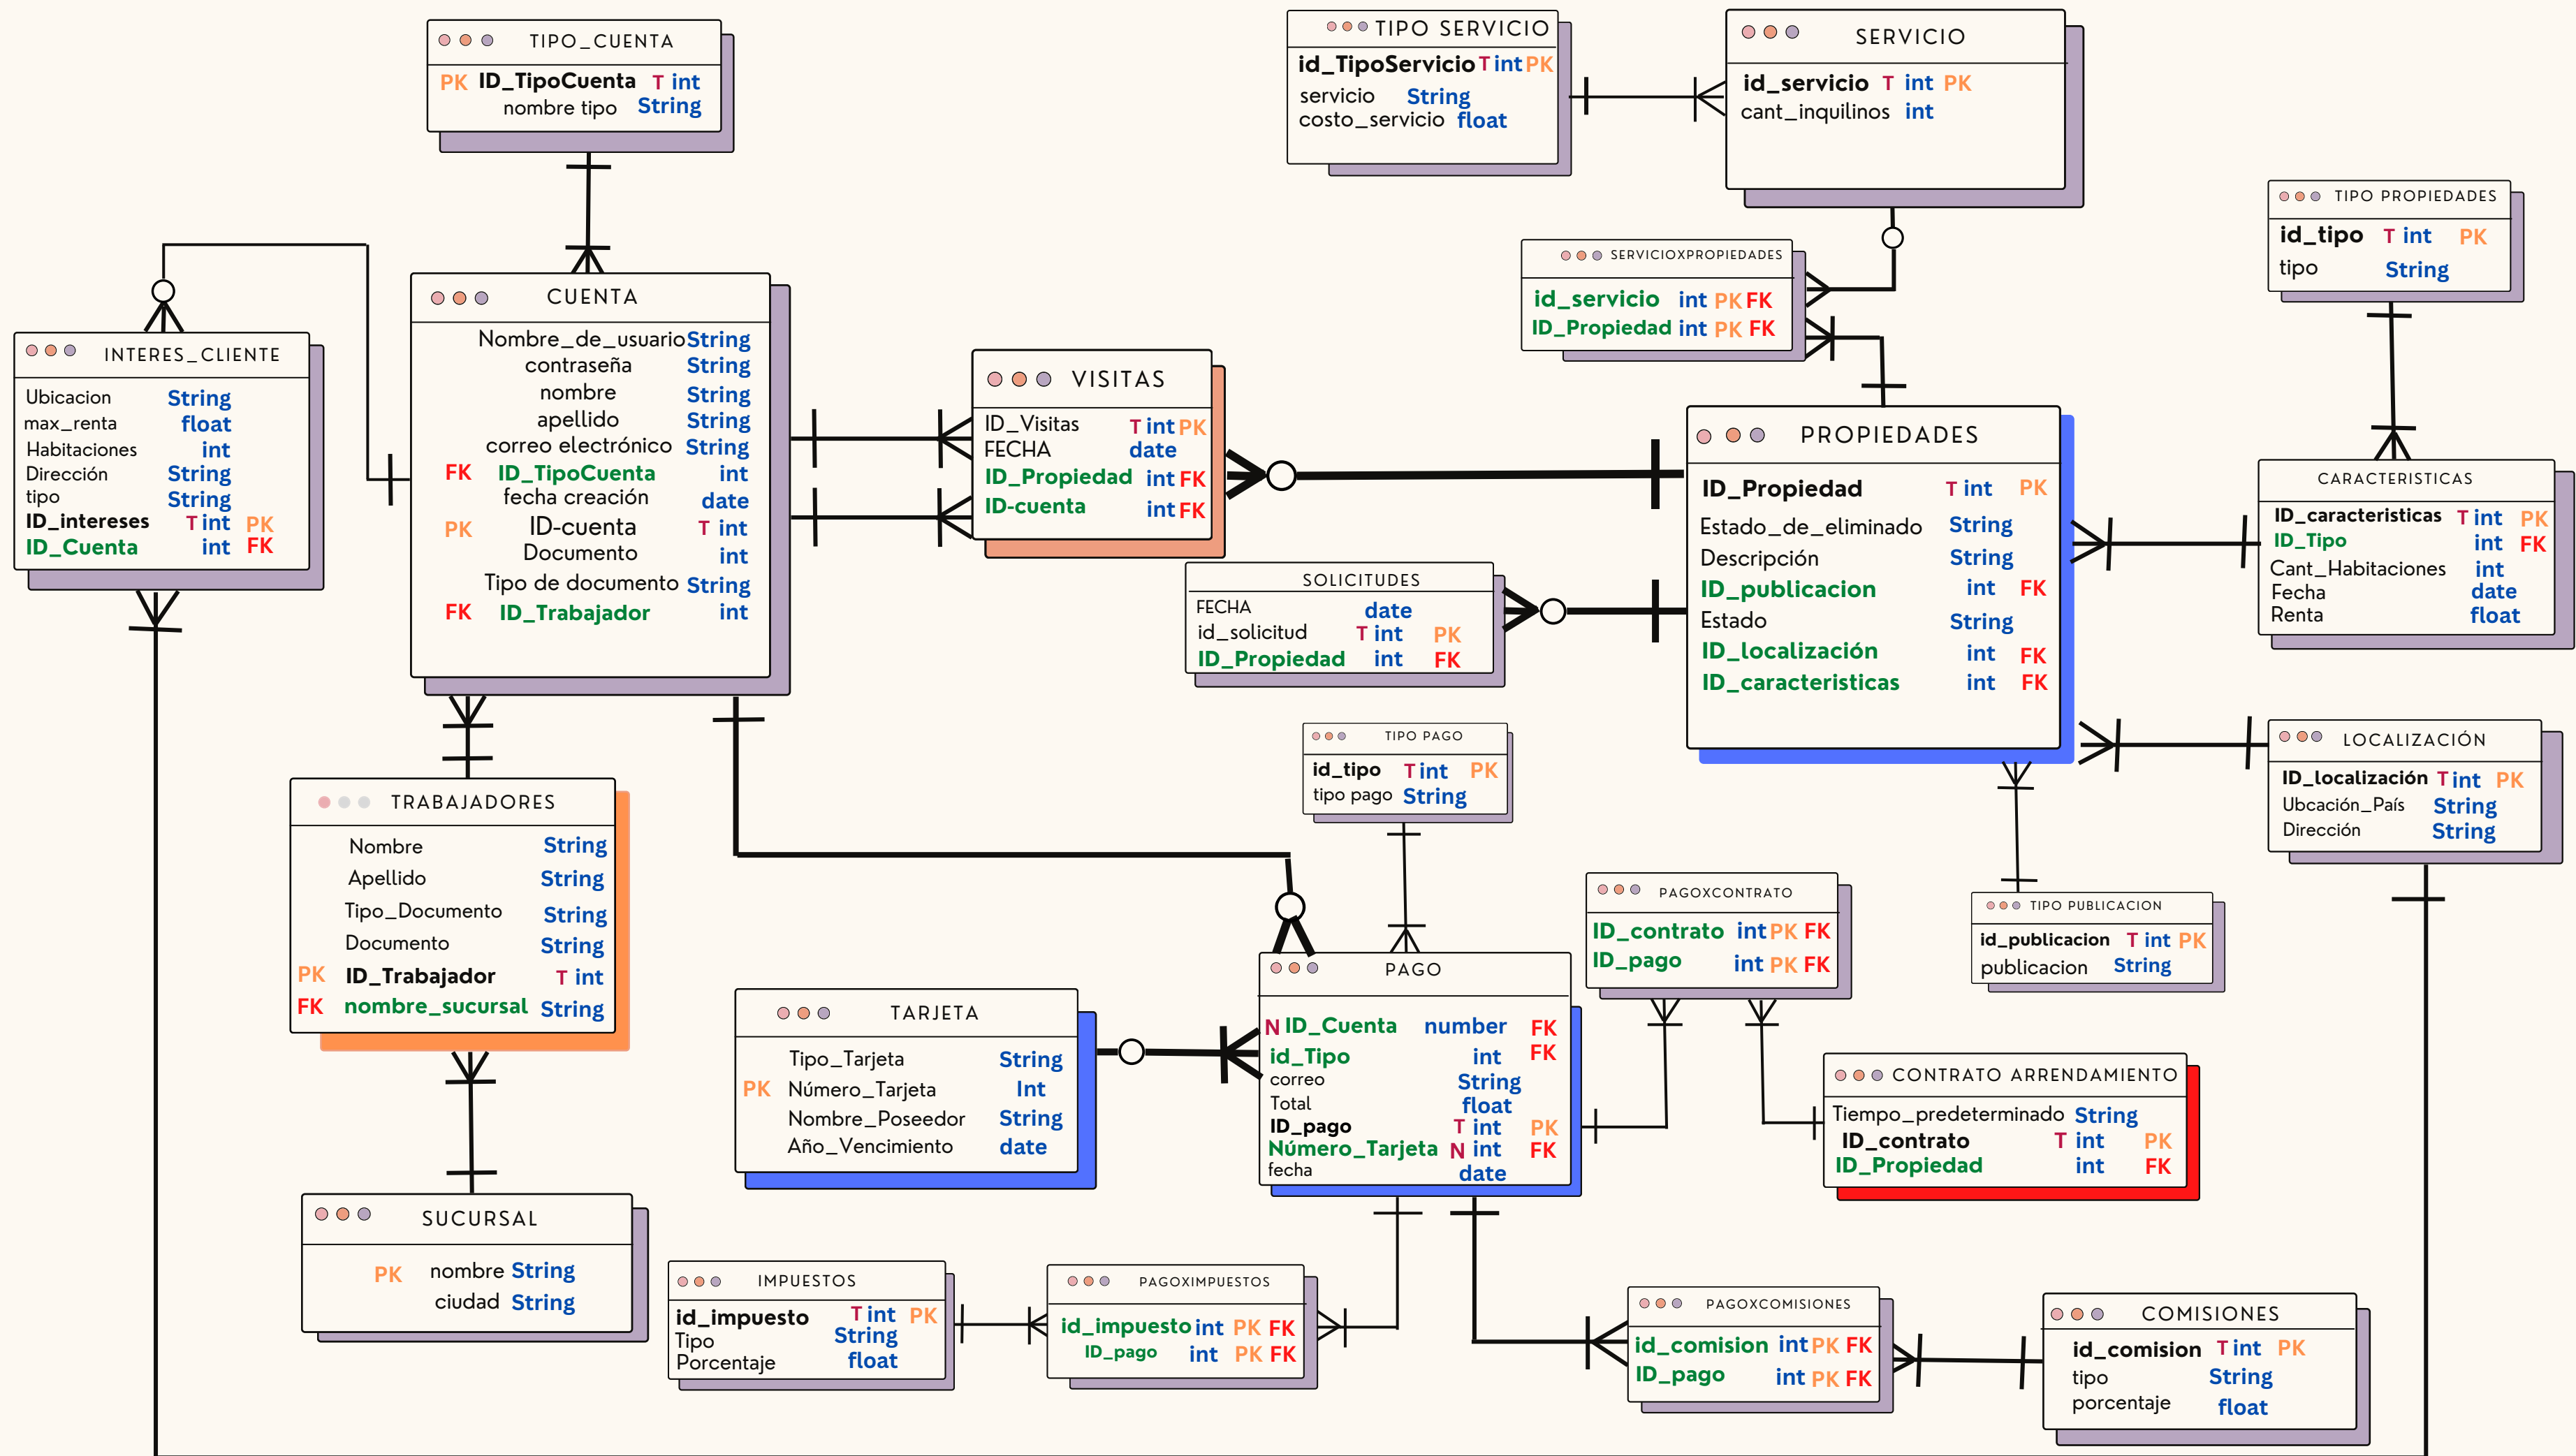 TIPO_CUENTA
PK ID_TipoCuenta T int
nombre tipo String
TIPO SERVICIO
id_TipoServicio T int PK
servicio String
costo_servicio float
SERVICIO
id_servicio T int PK
cant_inquilinos int
TIPO PROPIEDADES
id_tipo T int PK
tipo String
SERVICIOXPROPIEDADES
id_servicio int PK FK
ID_Propiedad int PK FK
INTERES_CLIENTE
Ubicacion String
max_renta float
Habitaciones int
Dirección String
tipo String
ID_intereses T int PK
ID_Cuenta int FK
CUENTA
Nombre_de_usuario String
contraseña String
nombre String
apellido String
correo electrónico String
FK ID_TipoCuenta int
fecha creación date
PK ID-cuenta T int
Documento int
Tipo de documento String
FK ID_Trabajador int
VISITAS
ID_Visitas T int PK
FECHA date
ID_Propiedad int FK
ID-cuenta int FK
PROPIEDADES
ID_Propiedad T int PK
Estado_de_eliminado String
Descripción String
ID_publicacion int FK
Estado String
ID_localización int FK
ID_caracteristicas int FK
CARACTERISTICAS
ID_caracteristicas T int PK
ID_Tipo int FK
Cant_Habitaciones int
Fecha date
Renta float
SOLICITUDES
FECHA date
id_solicitud T int PK
ID_Propiedad int FK
TIPO PAGO
id_tipo T int PK
tipo pago String
LOCALIZACIÓN
ID_localización T int PK
Ubcación_País String
Dirección String
TRABAJADORES
Nombre String
Apellido String
Tipo_Documento String
Documento String
PK ID_Trabajador T int
FK nombre_sucursal String
PAGOXCONTRATO
ID_contrato int PK FK
ID_pago int PK FK
TIPO PUBLICACION
id_publicacion T int PK
publicacion String
TARJETA
Tipo_Tarjeta String
PK Número_Tarjeta Int
Nombre_Poseedor String
Año_Vencimiento date
PAGO
N ID_Cuenta number FK
id_Tipo int FK
correo String
Total float
ID_pago T int PK
Número_Tarjeta N int FK
fecha date
CONTRATO ARRENDAMIENTO
Tiempo_predeterminado String
ID_contrato T int PK
ID_Propiedad int FK
SUCURSAL
PK nombre String
ciudad String
IMPUESTOS
id_impuesto T int PK
Tipo String
Porcentaje float
PAGOXIMPUESTOS
id_impuesto int PK FK
ID_pago int PK FK
PAGOXCOMISIONES
id_comision int PK FK
ID_pago int PK FK
COMISIONES
id_comision T int PK
tipo String
porcentaje float